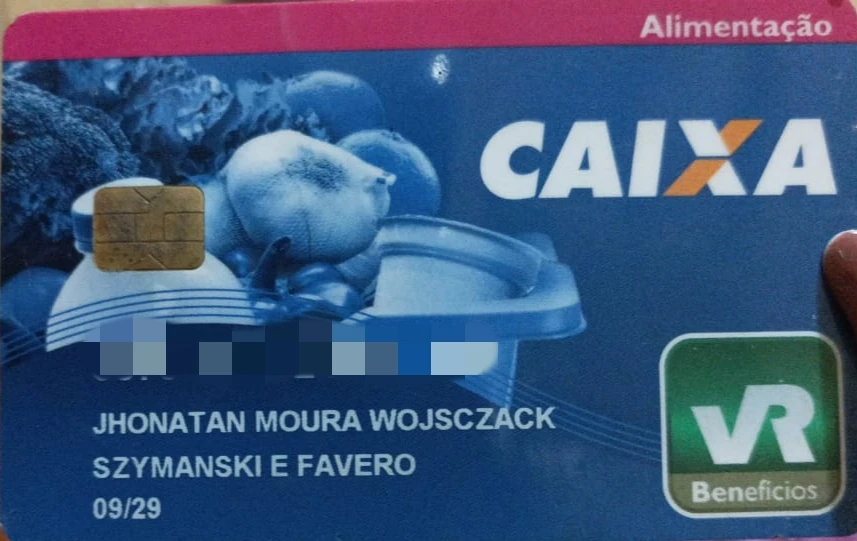 Alimentação
CAIXA
JHONATAN MOURA WOJSCZACK
SZYMANSKI E FAVERO
09/29
VR
Benefícios